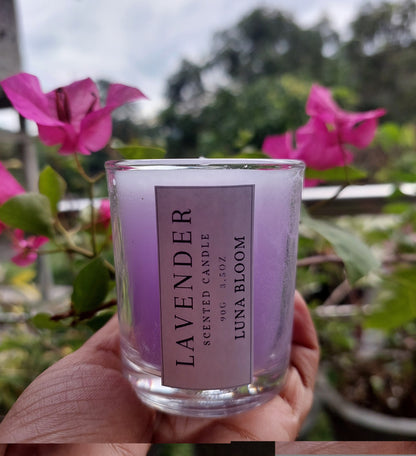 LAVENDER
SCENTED CANDLE
90G 3.5OZ
LUNA BLOOM